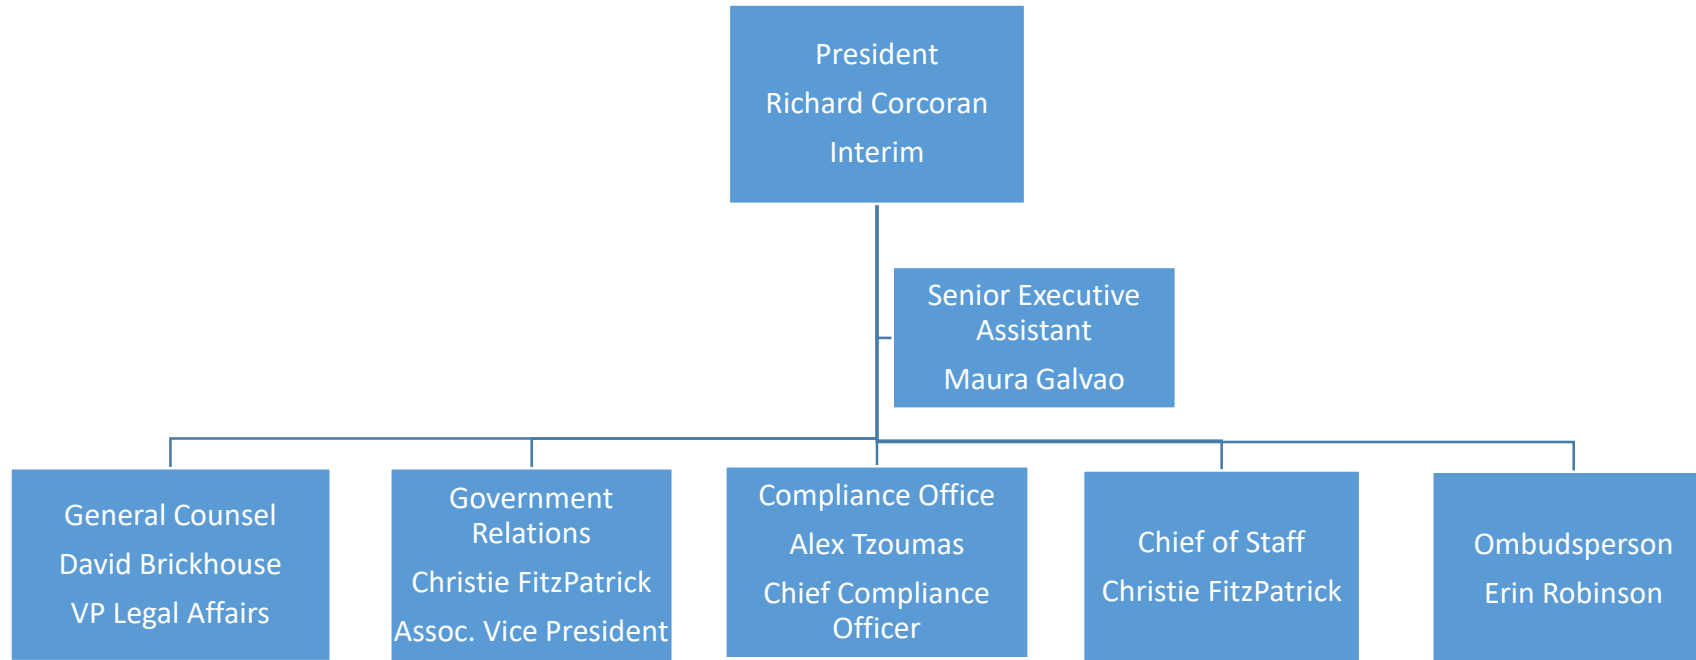 President
Richard Corcoran
Interim
Senior Executive
Assistant
Maura Galvao
General Counsel
David Brickhouse
VP Legal Affairs
Government
Relations
Christie FitzPatrick
Assoc. Vice President
Compliance Office
Alex Tzoumas
Chief Compliance
Officer
Chief of Staff
Christie FitzPatrick
Ombudsperson
Erin Robinson